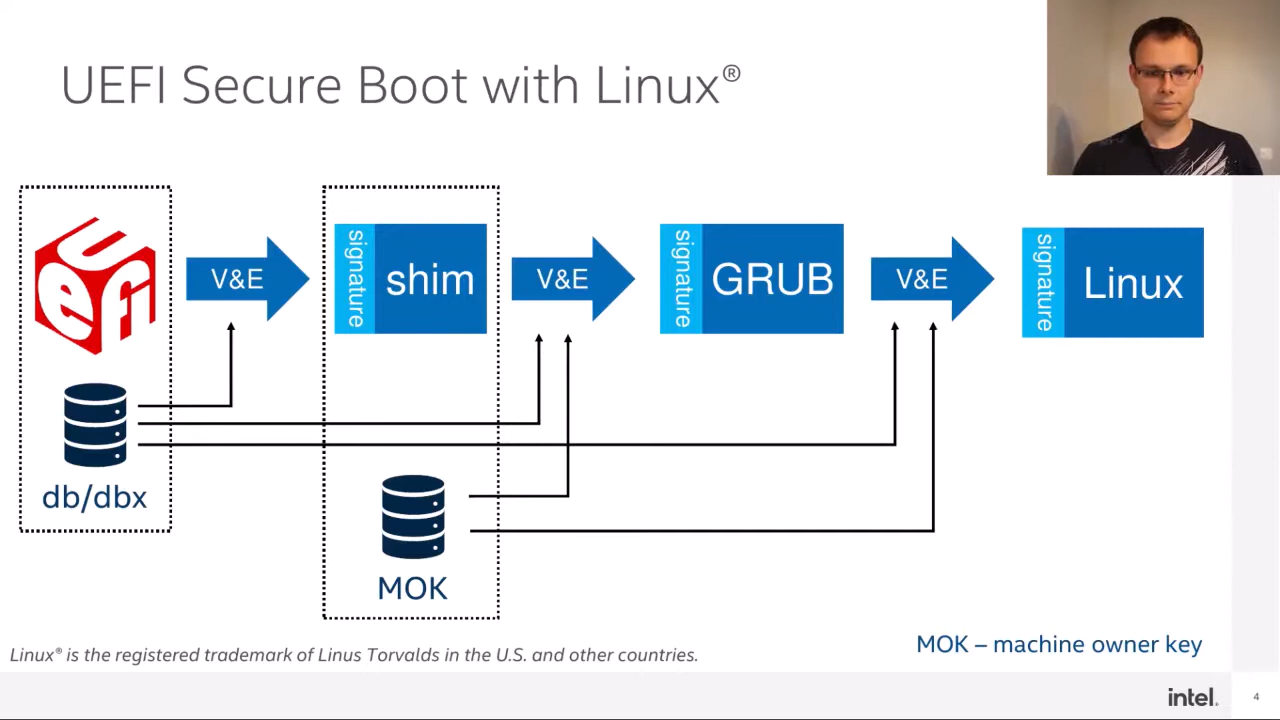 UEFI Secure Boot with Linux®
uefi
V&E
signature
shim
V&E
signature
GRUB
V&E
signature
Linux
db/dbx
MOK
Linux® is the registered trademark of Linus Torvalds in the U.S. and other countries.
MOK – machine owner key
intel.
4